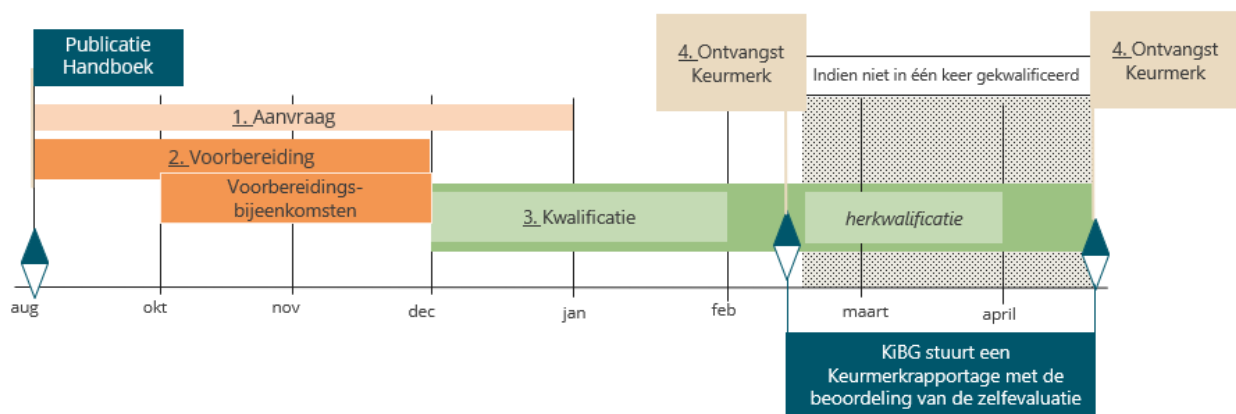 Publicatie
Handboek
4. Ontvangst
Keurmerk
Indien niet in één keer gekwalificeerd
4. Ontvangst
Keurmerk
1. Aanvraag
2. Voorbereiding
Voorbereidings-
bijeenkomsten
3. Kwalificatie
herkwalificatie
aug
okt
nov
dec
jan
feb
maart
april
KiBG stuurt een
Keurmerkrapportage met de
beoordeling van de zelfevaluatie